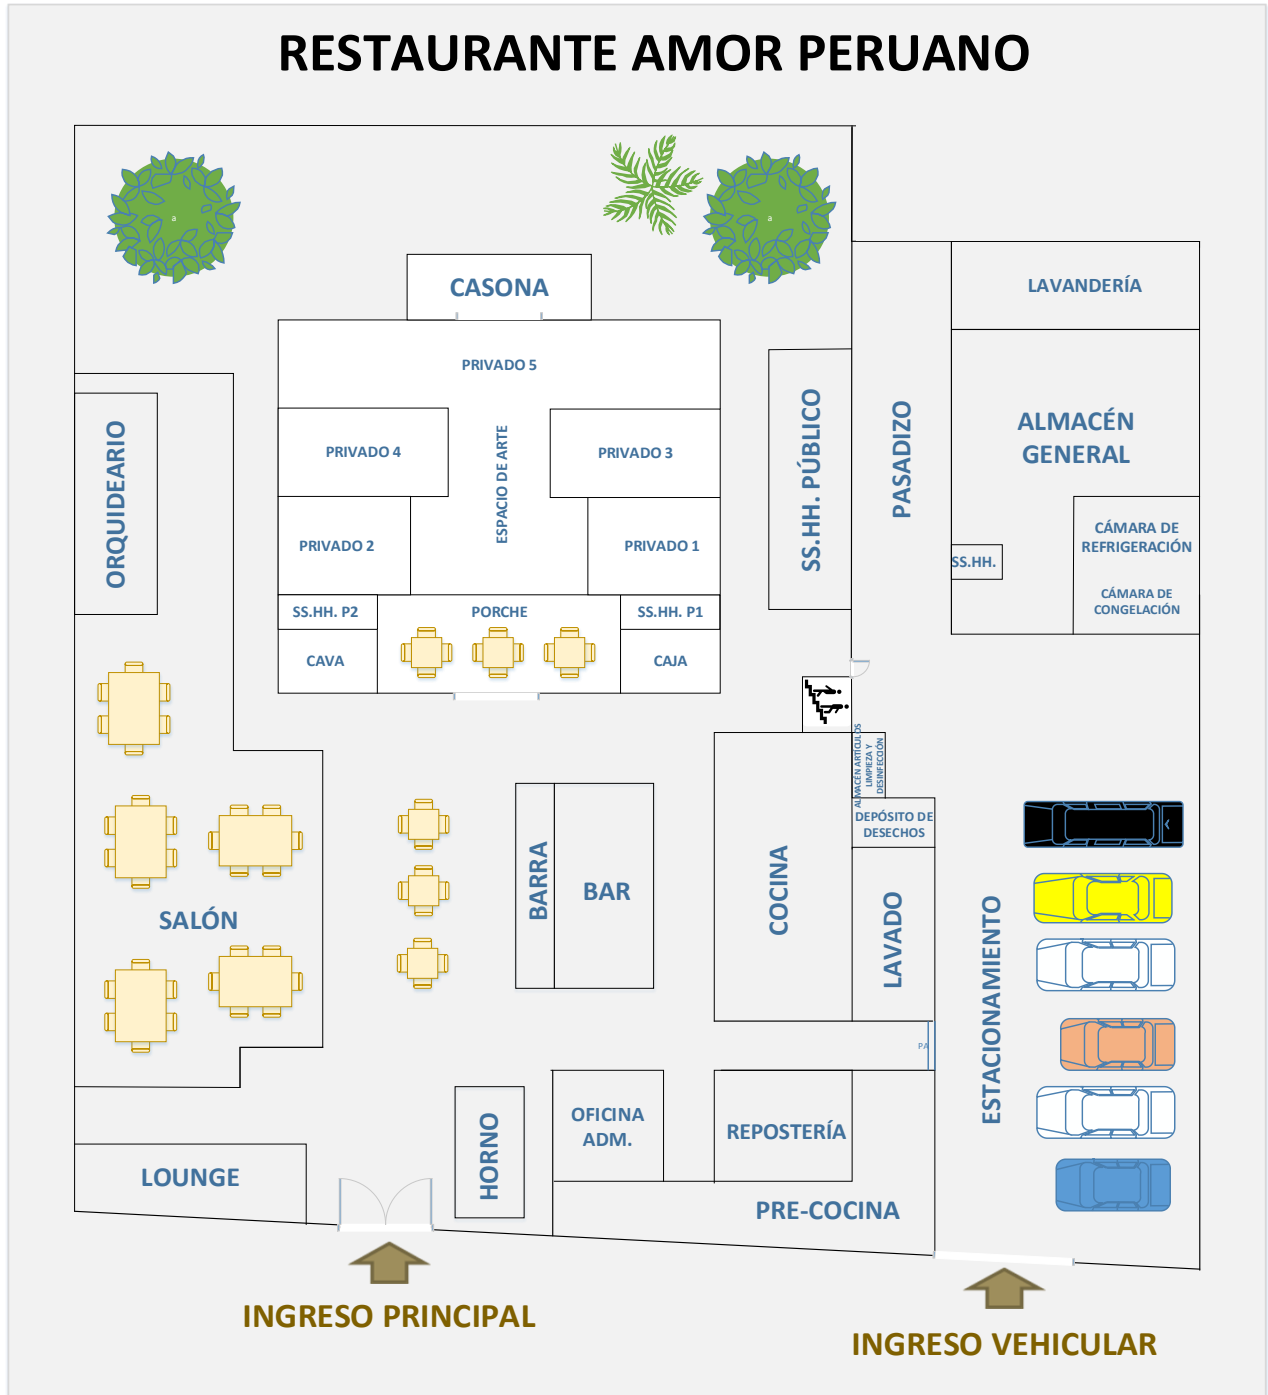 RESTAURANTE AMOR PERUANO
a
a
CASONA
LAVANDERÍA
PRIVADO 5
ORQUIDEARIO
PRIVADO 4
ESPACIO DE ARTE
PRIVADO 3
SS.HH. PÚBLICO
PASADIZO
ALMACÉN
GENERAL
PRIVADO 2
PRIVADO 1
CÁMARA DE
REFRIGERACIÓN
SS.HH.
CÁMARA DE
CONGELACIÓN
SS.HH. P2
PORCHE
SS.HH. P1
CAVA
CAJA
ALMACÉN ARTÍCULOS
LIMPIEZA Y
DESINFECCIÓN
DEPÓSITO DE
DESECHOS
SALÓN
BARRA
BAR
COCINA
LAVADO
ESTACIONAMIENTO
PA
HORNO
OFICINA
ADM.
REPOSTERÍA
LOUNGE
PRE-COCINA
INGRESO PRINCIPAL
INGRESO VEHICULAR